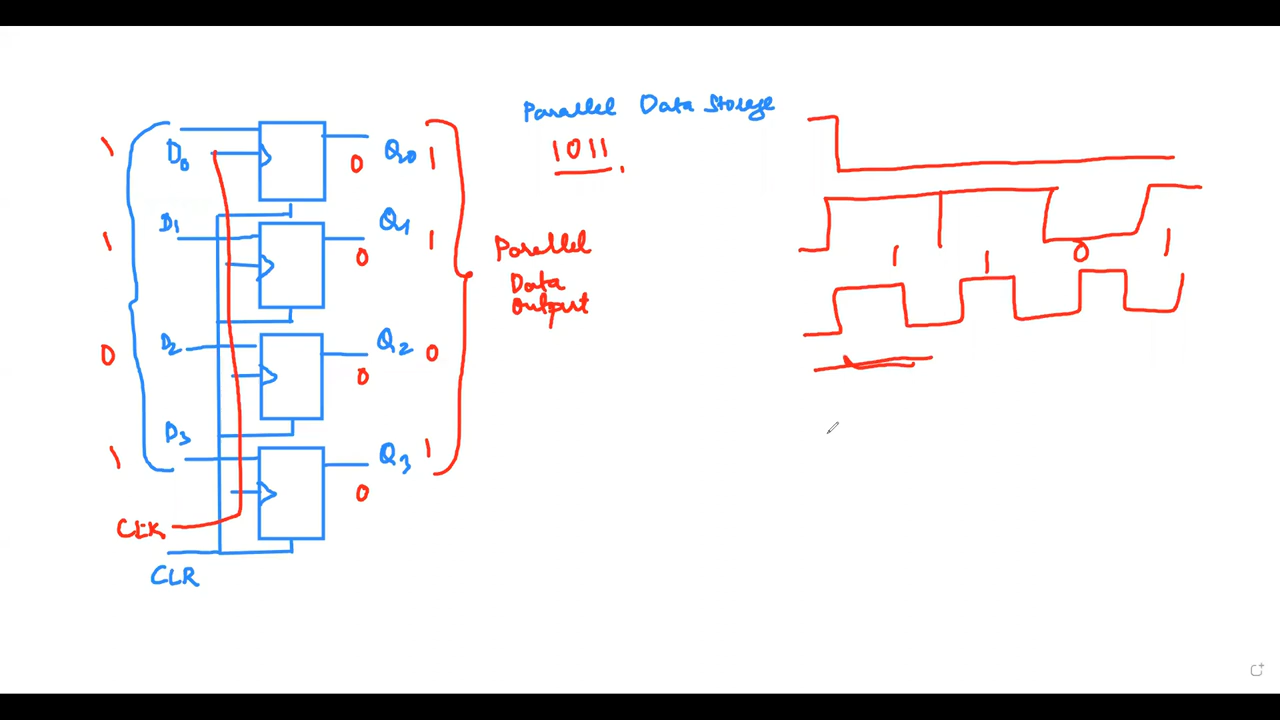 Parallel Data Storage
1011.
1 D0 0 Q0 1
1 D1 0 Q1 1
Parallel
Data
Output
0 D2 0 Q2 0
1 D3 0 Q3 1
CLK
CLR
1 1 0 1